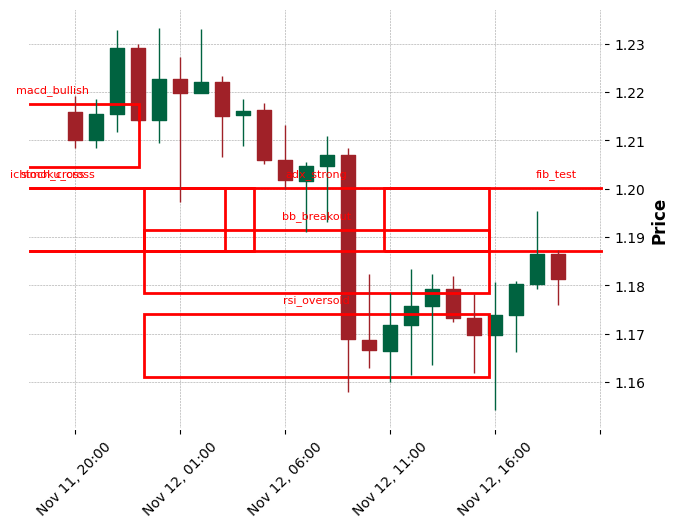 1.23
macd_bullish
1.22
1.21
fib_test
1.20
bb_breakout
1.19
Price
1.18
rsi_oversold
1.17
1.16
Nov 11, 20:00
Nov 12, 01:00
Nov 12, 06:00
Nov 12, 11:00
Nov 12, 16:00